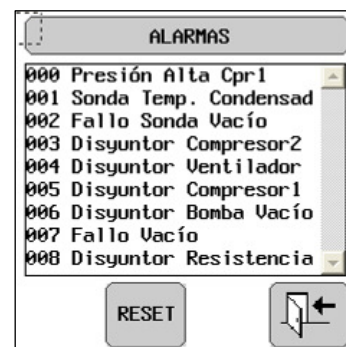 ALARMAS
000 Presión Alta Cpr1
001 Sonda Temp. Condensad
002 Fallo Sonda Vacío
003 Disyuntor Compresor2
004 Disyuntor Ventilador
005 Disyuntor Compresor1
006 Disyuntor Bomba Vacío
007 Fallo Vacío
008 Disyuntor Resistencia
RESET